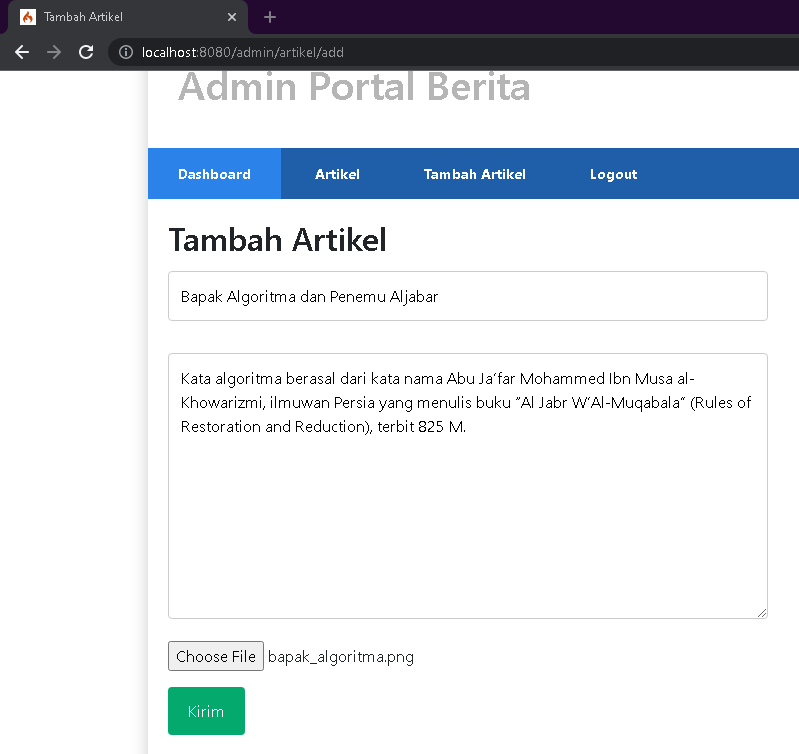 Tambah Artikel
localhost:8080/admin/artikel/add
Admin Portal Berita
Dashboard Artikel Tambah Artikel Logout
Tambah Artikel
Bapak Algoritma dan Penemu Aljabar
Kata algoritma berasal dari kata nama Abu Ja’far Mohammed Ibn Musa al-
Khowarizmi, ilmuwan Persia yang menulis buku “Al Jabr W’Al-Muqabala” (Rules of
Restoration and Reduction), terbit 825 M.
Choose File bapak_algoritma.png
Kirim